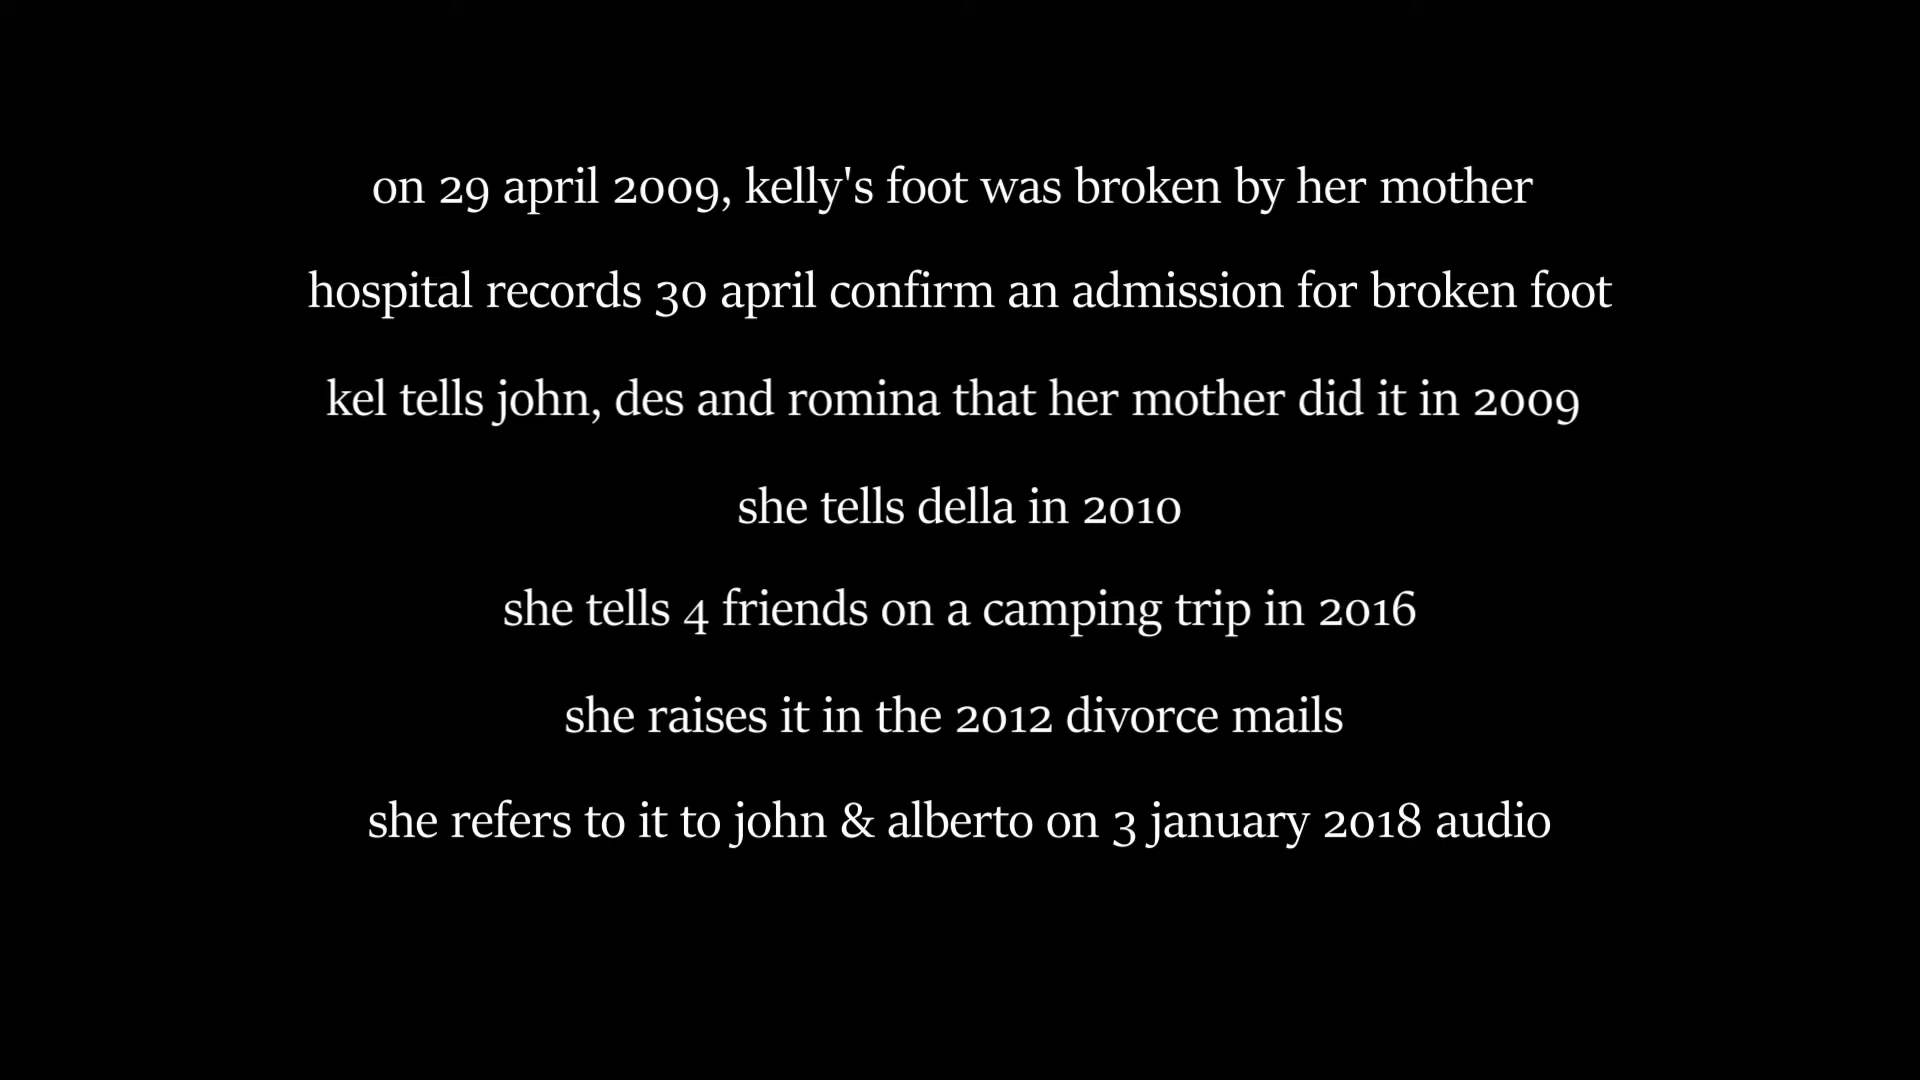 on 29 april 2009, kelly's foot was broken by her mother
hospital records 30 april confirm an admission for broken foot
kel tells john, des and romina that her mother did it in 2009
she tells della in 2010
she tells 4 friends on a camping trip in 2016
she raises it in the 2012 divorce mails
she refers to it to john & alberto on 3 january 2018 audio